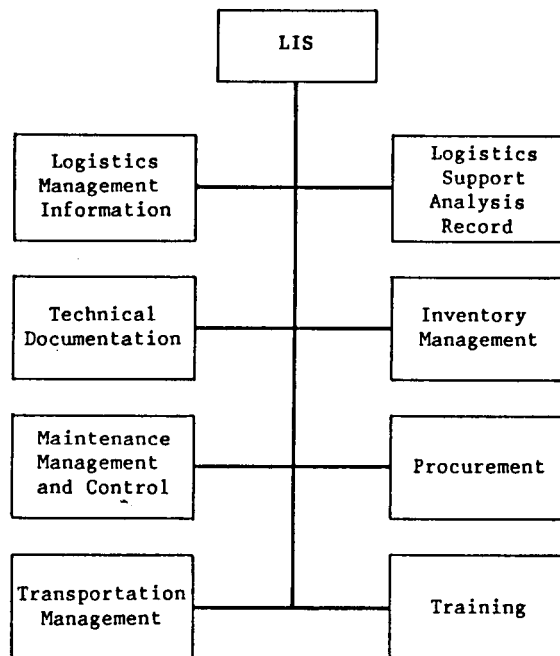 LIS
Logistics
Management
Information
Logistics
Support
Analysis
Record
Technical
Documentation
Inventory
Management
Maintenance
Management
and Control
Procurement
Transportation
Management
Training